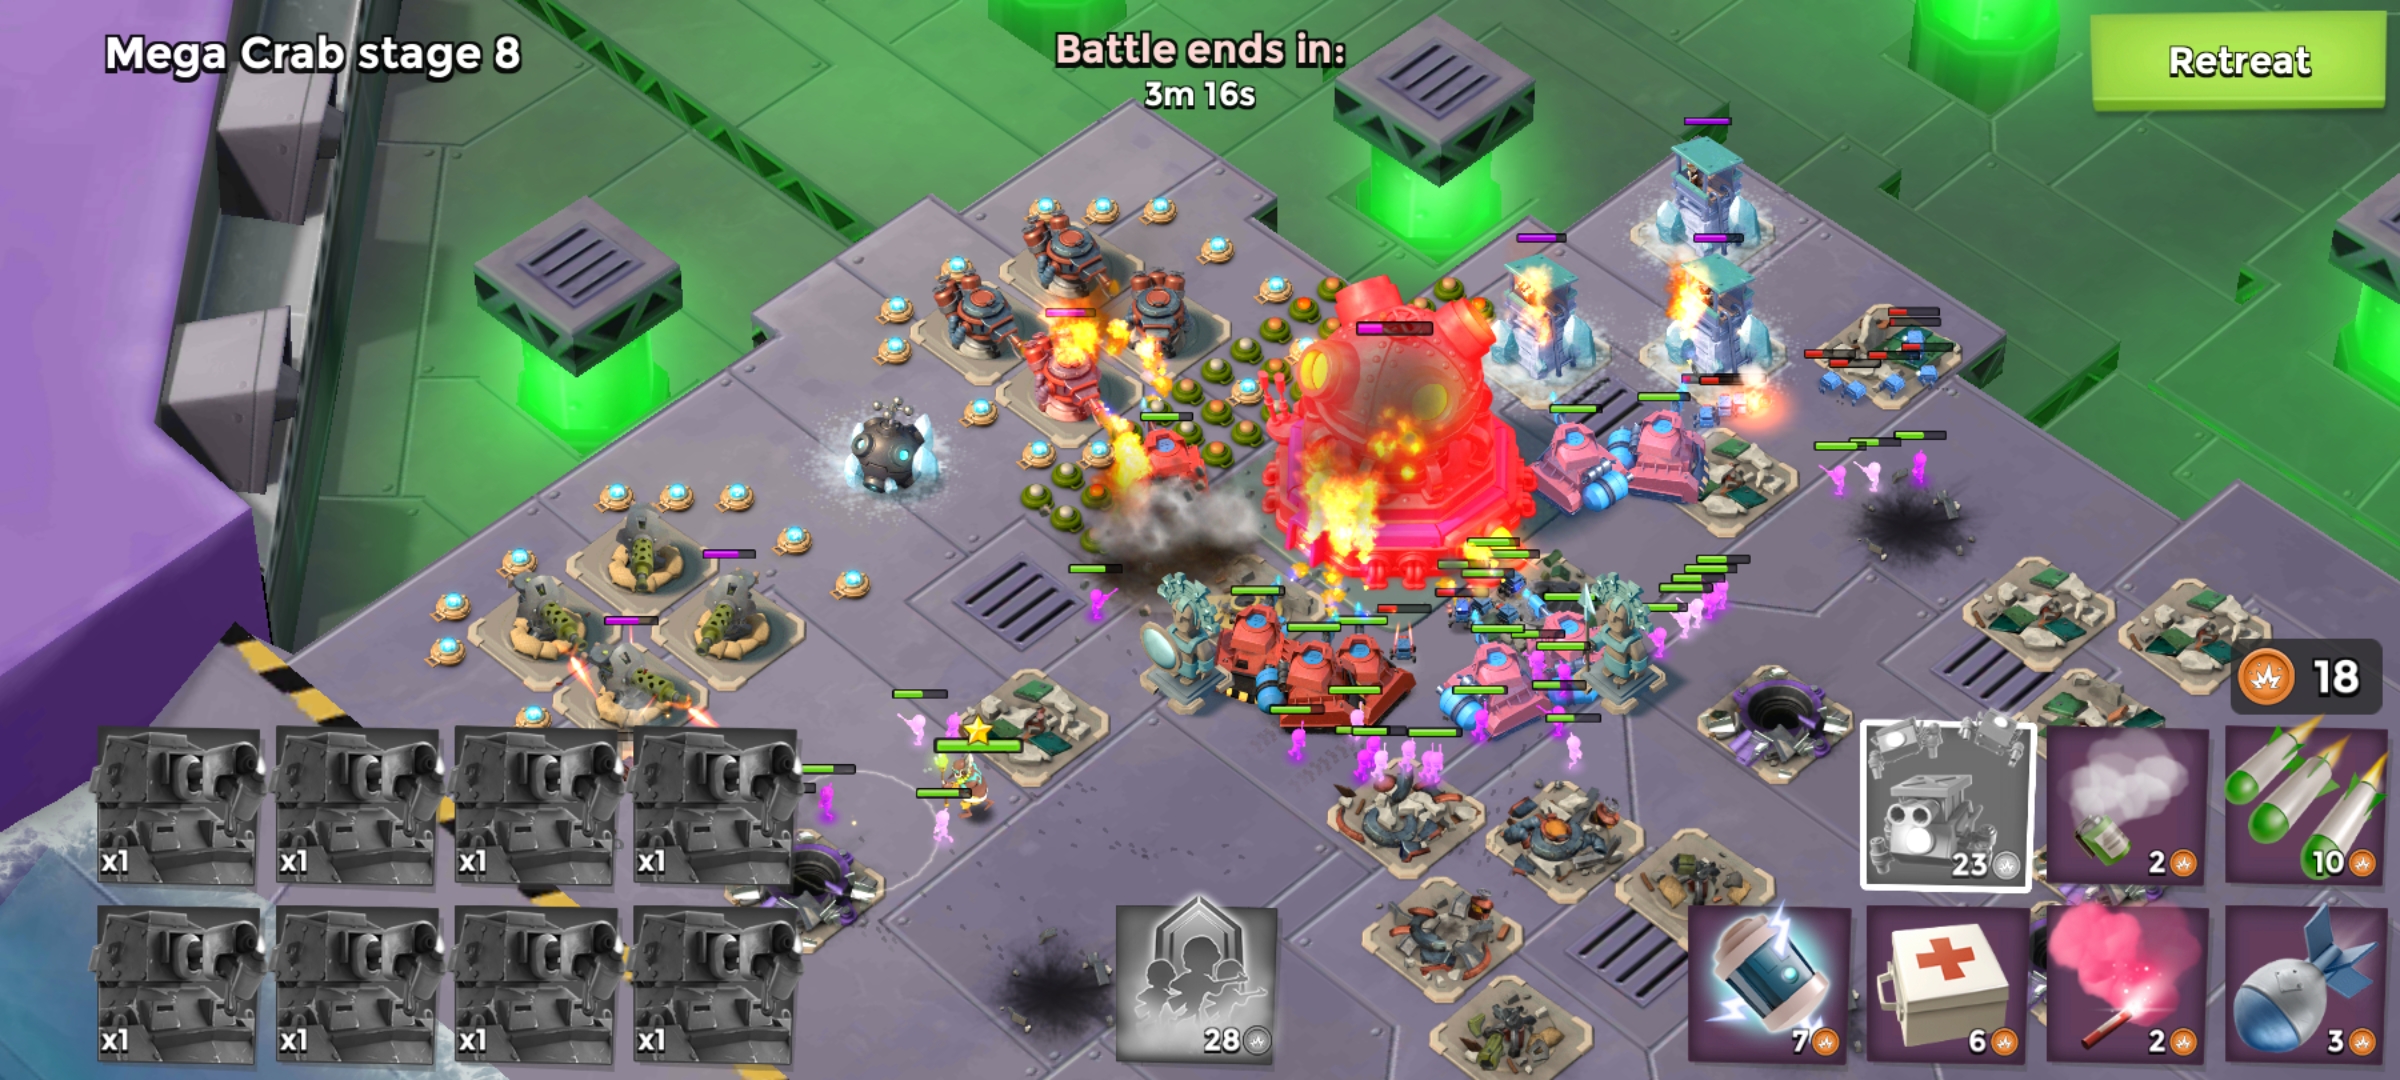 Mega Crab stage 8
Battle ends in:
3m 16s
Retreat
18
x1
x1
x1
x1
23
2
10
x1
x1
x1
x1
28
7
6
2
3